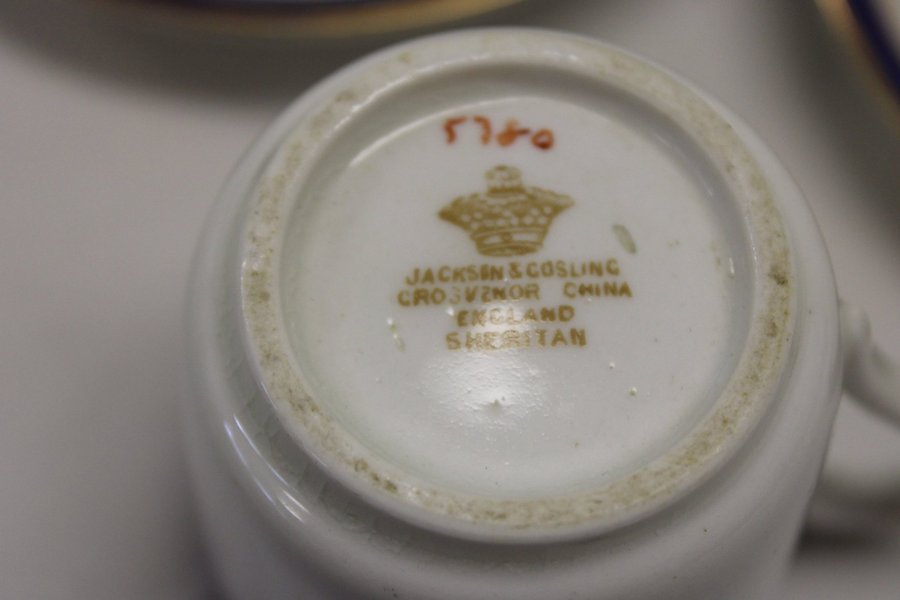 5780
JACKSON & GOSLING
GROSVENOR CHINA
ENGLAND
SHERITAN